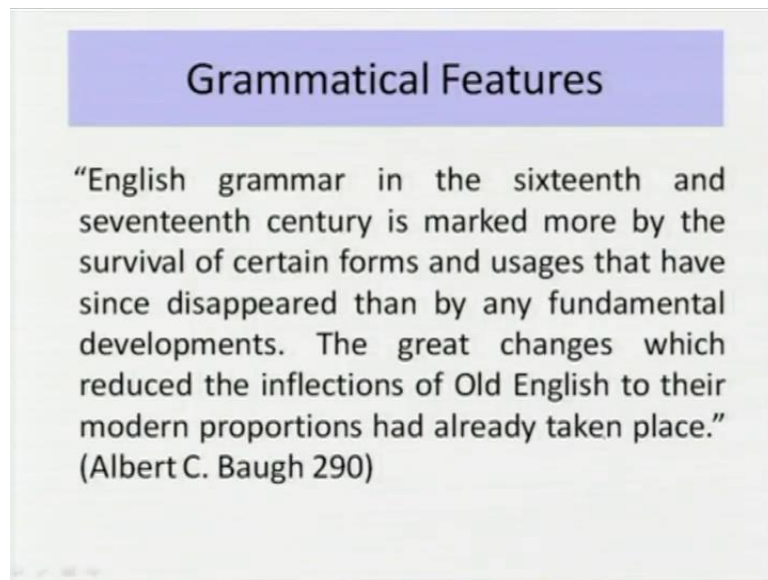 Grammatical Features
“English grammar in the sixteenth and
seventeenth century is marked more by the
survival of certain forms and usages that have
since disappeared than by any fundamental
developments. The great changes which
reduced the inflections of Old English to their
modern proportions had already taken place.”
(Albert C. Baugh 290)